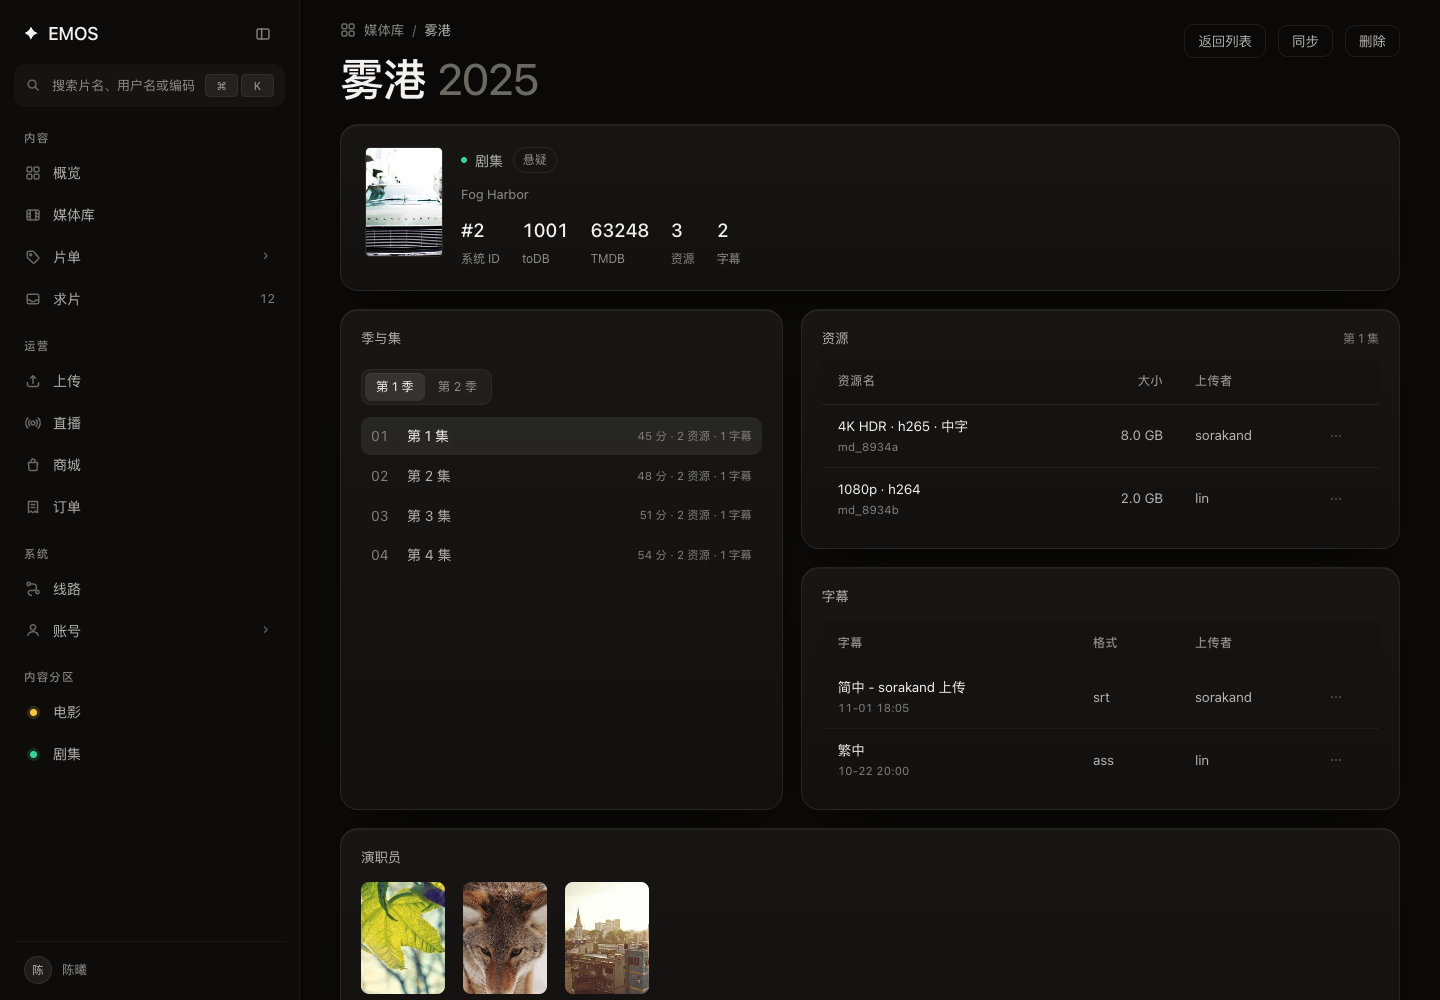 EMOS
搜索片名、用户名或编码 ⌘ K
内容
概览
媒体库
片单
求片 12
运营
上传
直播
商城
订单
系统
线路
账号
内容分区
电影
剧集
陈 陈曦
媒体库 / 雾港
返回列表 同步 删除
雾港 2025
剧集 悬疑
Fog Harbor
#2 1001 63248 3 2
系统 ID toDB TMDB 资源 字幕
季与集
第 1 季 第 2 季
01 第 1 集 45 分 · 2 资源 · 1 字幕
02 第 2 集 48 分 · 2 资源 · 1 字幕
03 第 3 集 51 分 · 2 资源 · 1 字幕
04 第 4 集 54 分 · 2 资源 · 1 字幕
资源 第 1 集
资源名 大小 上传者
4K HDR · h265 · 中字 8.0 GB sorakand ···
md_8934a
1080p · h264 2.0 GB lin ···
md_8934b
字幕
字幕 格式 上传者
简中 - sorakand 上传 srt sorakand ···
11-01 18:05
繁中 ass lin ···
10-22 20:00
演职员